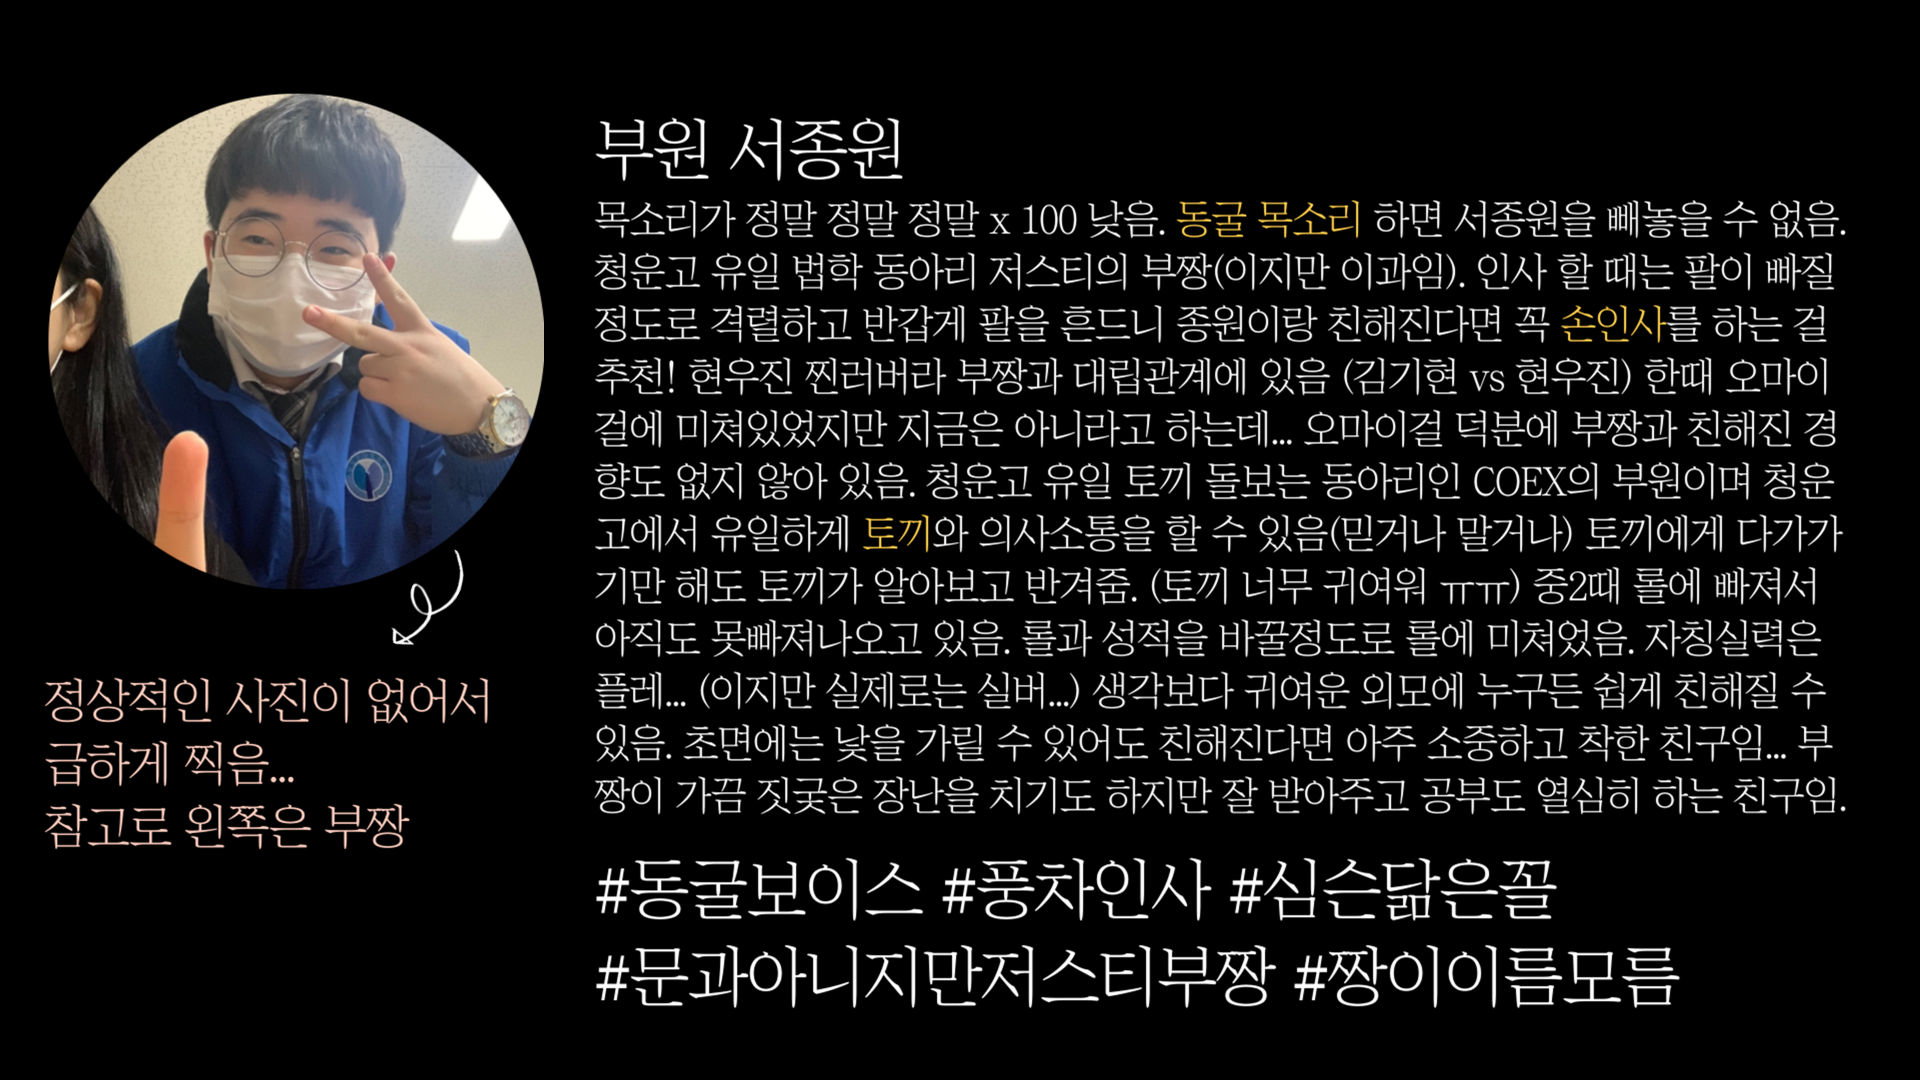 부원 서종원
목소리가 정말 정말 정말 x 100 낮음. 동굴 목소리 하면 서종원을 빼놓을 수 없음.
청운고 유일 법학 동아리 저스티의 부짱(이지만 이과임). 인사 할 때는 팔이 빠질
정도로 격렬하고 반갑게 팔을 흔드니 종원이랑 친해진다면 꼭 손인사를 하는 걸
추천! 현우진 찐러버라 부짱과 대립관계에 있음 (김기현 vs 현우진) 한때 오마이
걸에 미쳐있었지만 지금은 아니라고 하는데... 오마이걸 덕분에 부짱과 친해진 경
향도 없지 않아 있음. 청운고 유일 토끼 돌보는 동아리인 COEX의 부원이며 청운
고에서 유일하게 토끼와 의사소통을 할 수 있음(믿거나 말거나) 토끼에게 다가가
기만 해도 토끼가 알아보고 반겨줌. (토끼 너무 귀여워 ㅠㅠ) 중2때 롤에 빠져서
아직도 못빠져나오고 있음. 롤과 성적을 바꿀정도로 롤에 미쳐었음. 자칭실력은
플레... (이지만 실제로는 실버...) 생각보다 귀여운 외모에 누구든 쉽게 친해질 수
있음. 초면에는 낯을 가릴 수 있어도 친해진다면 아주 소중하고 착한 친구임... 부
짱이 가끔 짓궂은 장난을 치기도 하지만 잘 받아주고 공부도 열심히 하는 친구임.
#동굴보이스 #풍차인사 #심슨닮은꼴
#문과아니지만저스티부짱 #짱이이름모름
정상적인 사진이 없어서
급하게 찍음...
참고로 왼쪽은 부짱